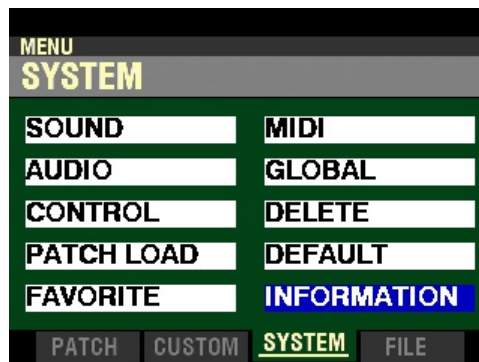 MENU
SYSTEM
SOUND
MIDI
AUDIO
GLOBAL
CONTROL
DELETE
PATCH LOAD
DEFAULT
FAVORITE
INFORMATION
PATCH CUSTOM SYSTEM FILE